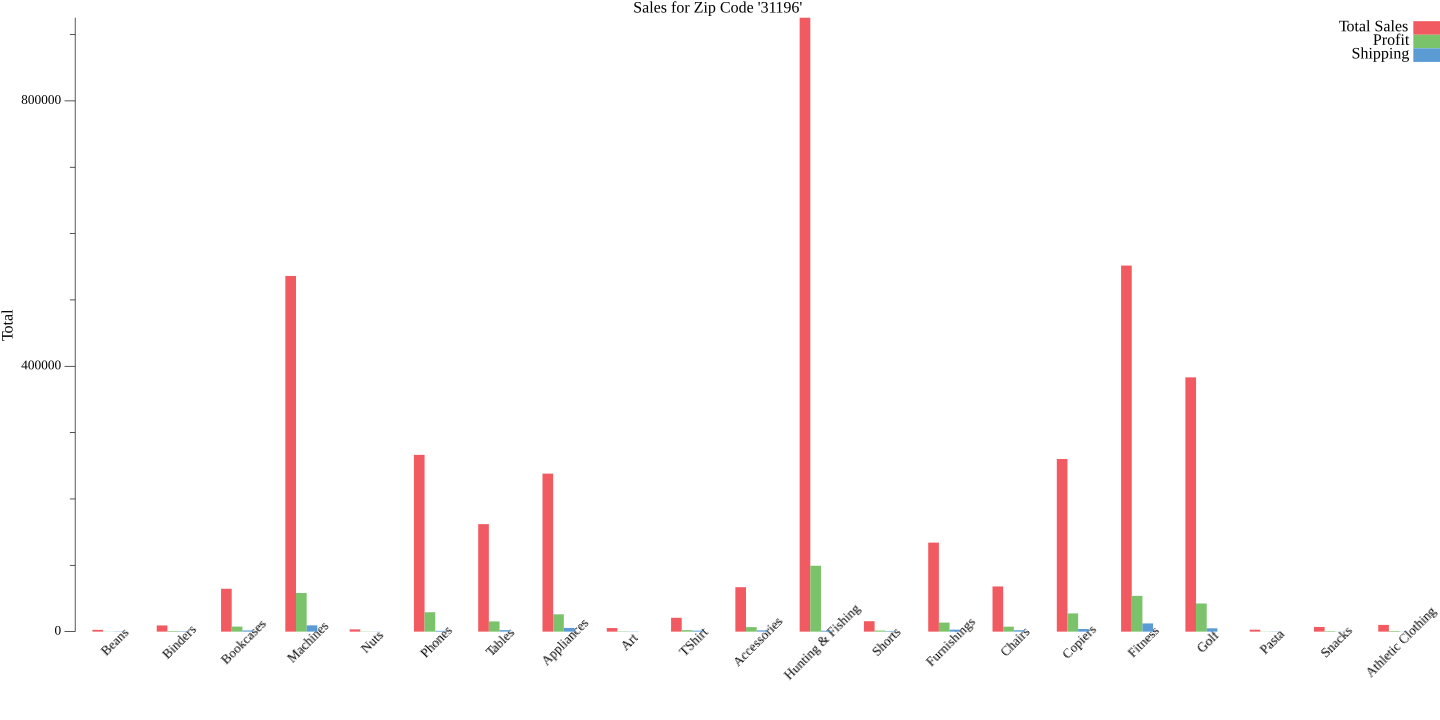 Sales for Zip Code '31196'
Total Sales
Profit
Shipping
Total
800000
400000
0
Beans
Binders
Bookcases
Machines
Nuts
Phones
Tables
Appliances
Art
TShirt
Accessories
Hunting & Fishing
Shorts
Furnishings
Chairs
Copiers
Fitness
Golf
Pasta
Snacks
Athletic Clothing